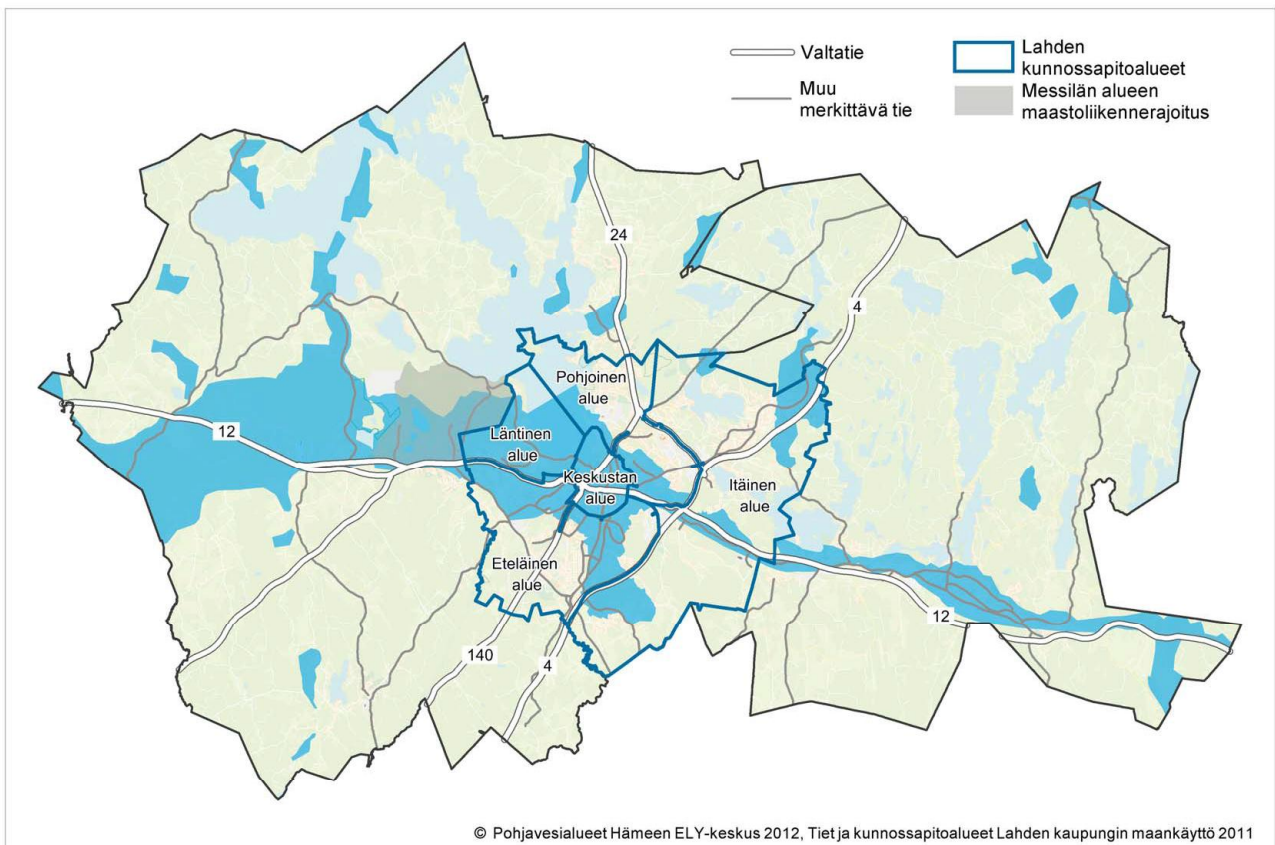 Valtatie
Muu
merkittävä tie
Lahden
kunnossapitoalueet
Messilän alueen
maastoliikennerajoitus
24
4
12
Pohjoinen
alue
Läntinen
alue
Keskustan
alue
Itäinen
alue
Eteläinen
alue
12
140
4
© Pohjavesialueet Hämeen ELY-keskus 2012, Tiet ja kunnossapitoalueet Lahden kaupungin maankäyttö 2011